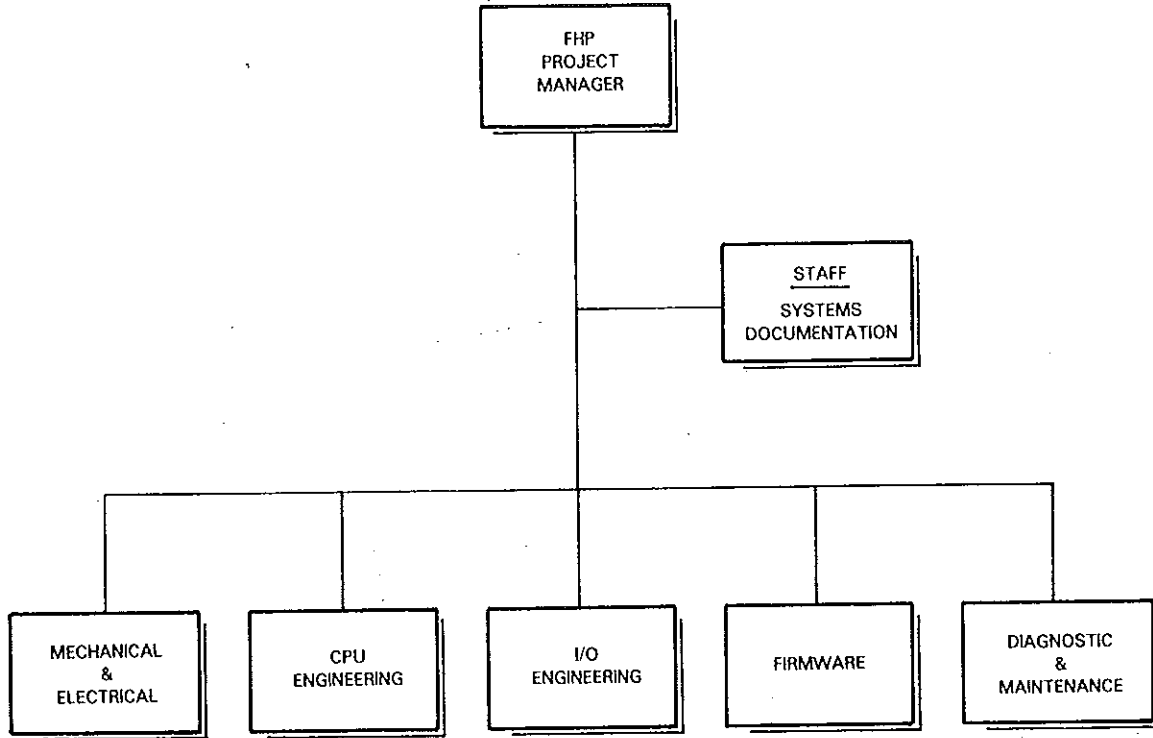 FHP
PROJECT
MANAGER
STAFF
SYSTEMS
DOCUMENTATION
MECHANICAL
&
ELECTRICAL
CPU
ENGINEERING
I/O
ENGINEERING
FIRMWARE
DIAGNOSTIC
&
MAINTENANCE